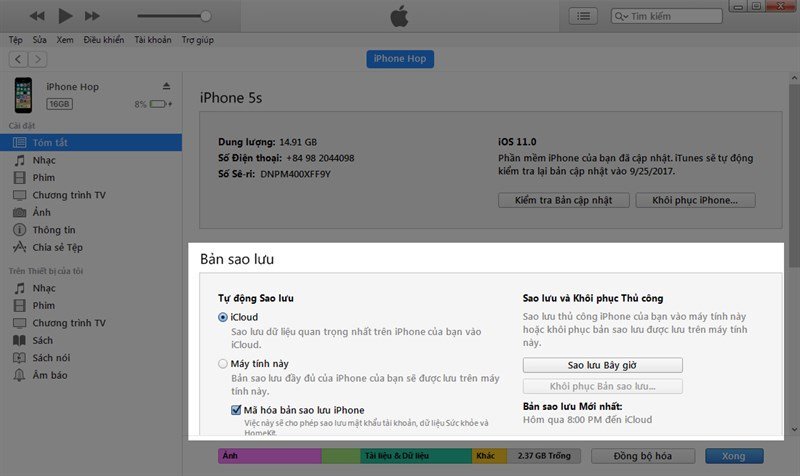 Tìm kiếm
Tệp Sửa Xem Điều khiển Tài khoản Trợ giúp
iPhone Hop
iPhone Hop
16GB 8%
Cài đặt
Tóm tắt
Nhạc
Phim
Chương trình TV
Ảnh
Thông tin
Chia sẻ Tệp
Trên Thiết bị của tôi
Nhạc
Phim
Chương trình TV
Sách
Sách nói
Âm báo
iPhone 5s
Dung lượng: 14.91 GB
Số Điện thoại: +84 98 2044098
Số Sê-ri: DNPM400XFF9Y
iOS 11.0
Phần mềm iPhone của bạn đã cập nhật. iTunes sẽ tự động
kiểm tra lại bản cập nhật vào 9/25/2017.
Kiểm tra Bản cập nhật
Khôi phục iPhone...
Bản sao lưu
Tự động Sao lưu
iCloud
Sao lưu dữ liệu quan trọng nhất trên iPhone của bạn vào
iCloud.
Máy tính này
Bản sao lưu đầy đủ của iPhone của bạn sẽ được lưu trên máy
tính này.
Mã hóa bản sao lưu iPhone
Việc này sẽ cho phép sao lưu mật khẩu tài khoản, dữ liệu Sức khỏe và
HomeKit.
Sao lưu và Khôi phục Thủ công
Sao lưu thủ công iPhone của bạn vào máy tính này
hoặc khôi phục bản sao lưu được lưu trên máy tính
này.
Sao lưu Bây giờ
Khôi phục Bản sao lưu...
Bản sao lưu Mới nhất:
Hôm qua 8:00 PM đến iCloud
Ảnh
Tài liệu & Dữ liệu
Khác
2.37 GB Trống
Đồng bộ hóa
Xong